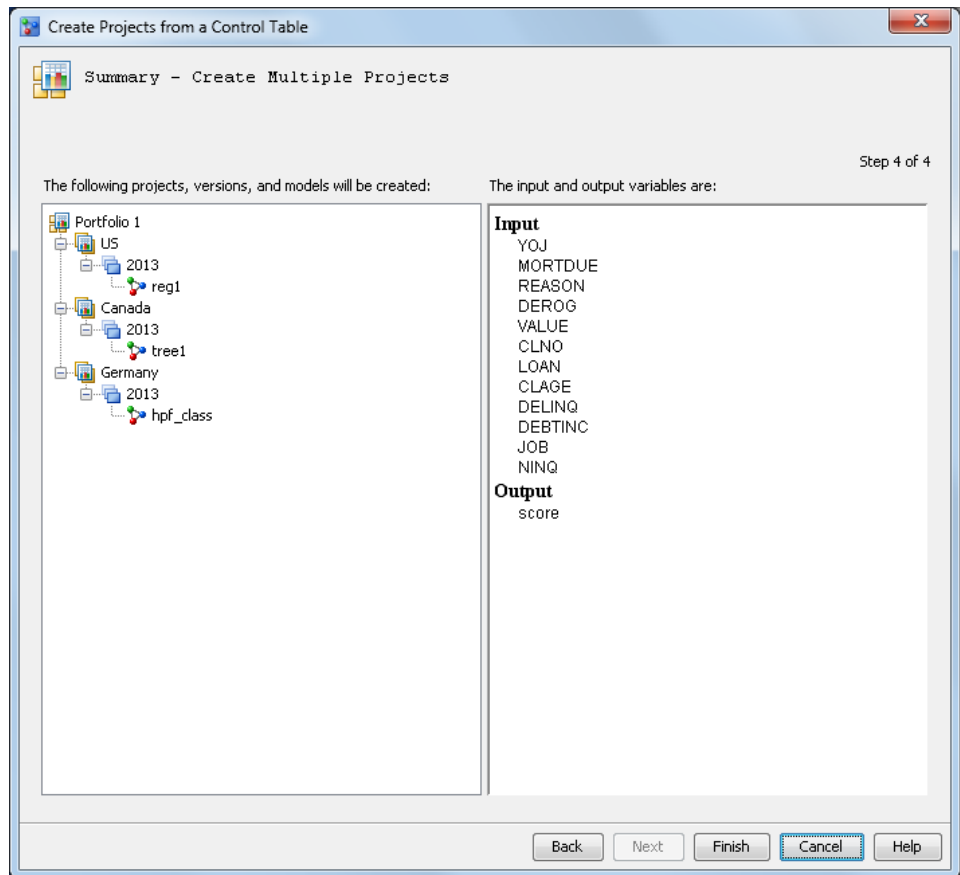 Create Projects from a Control Table
Summary - Create Multiple Projects
Step 4 of 4
The following projects, versions, and models will be created:
Portfolio 1
US
2013
reg1
Canada
2013
tree1
Germany
2013
hpf_class
The input and output variables are:
Input
YOJ
MORTDUE
REASON
DEROG
VALUE
CLNO
LOAN
CLAGE
DELINQ
DEBTINC
JOB
NINQ
Output
score
Back Next Finish Cancel Help